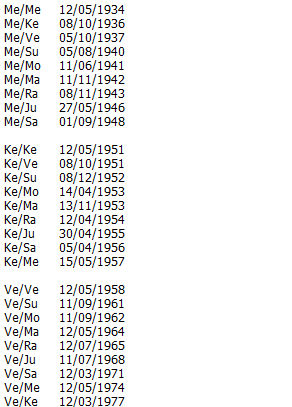 Me/Me 12/05/1934
Me/Ke 08/10/1936
Me/Ve 05/10/1937
Me/Su 05/08/1940
Me/Mo 11/06/1941
Me/Ma 11/11/1942
Me/Ra 08/11/1943
Me/Ju 27/05/1946
Me/Sa 01/09/1948
Ke/Ke 12/05/1951
Ke/Ve 08/10/1951
Ke/Su 08/12/1952
Ke/Mo 14/04/1953
Ke/Ma 13/11/1953
Ke/Ra 12/04/1954
Ke/Ju 30/04/1955
Ke/Sa 05/04/1956
Ke/Me 15/05/1957
Ve/Ve 12/05/1958
Ve/Su 11/09/1961
Ve/Mo 11/09/1962
Ve/Ma 12/05/1964
Ve/Ra 12/07/1965
Ve/Ju 11/07/1968
Ve/Sa 12/03/1971
Ve/Me 12/05/1974
Ve/Ke 12/03/1977